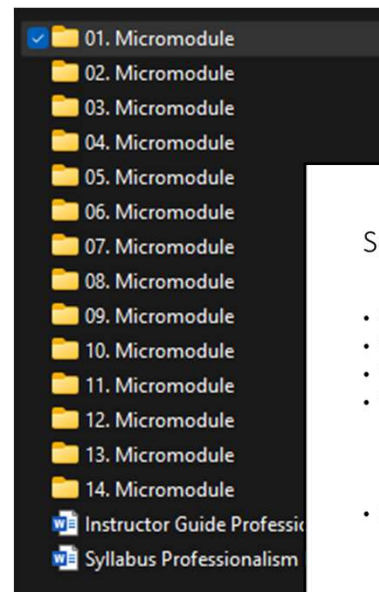 01. Micromodule
02. Micromodule
03. Micromodule
04. Micromodule
05. Micromodule
06. Micromodule
07. Micromodule
08. Micromodule
09. Micromodule
10. Micromodule
11. Micromodule
12. Micromodule
13. Micromodule
14. Micromodule
Instructor Guide
Syllabus Professionalism